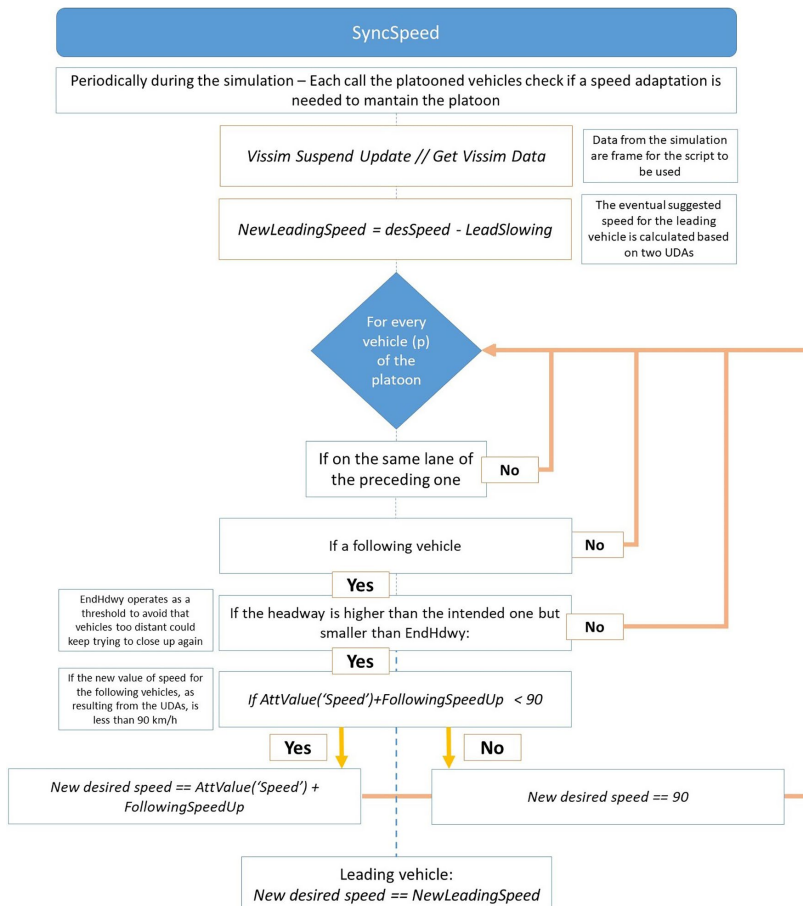 SyncSpeed
Periodically during the simulation – Each call the platooned vehicles check if a speed adaptation is
needed to mantain the platoon
Vissim Suspend Update // Get Vissim Data
Data from the simulation
are frame for the script to
be used
NewLeadingSpeed = desSpeed - LeadSlowing
The eventual suggested
speed for the leading
vehicle is calculated based
on two UDAs
For every
vehicle (p)
of the
platoon
If on the same lane of
the preceding one
No
If a following vehicle
No
Yes
EndHdwy operates as a
threshold to avoid that
vehicles too distant could
keep trying to close up again
If the headway is higher than the intended one but
smaller than EndHdwy:
No
Yes
If the new value of speed for
the following vehicles, as
resulting from the UDAs, is
less than 90 km/h
If AttValue(‘Speed’)+FollowingSpeedUp < 90
Yes
No
New desired speed == AttValue(‘Speed’) +
FollowingSpeedUp
New desired speed == 90
Leading vehicle:
New desired speed == NewLeadingSpeed